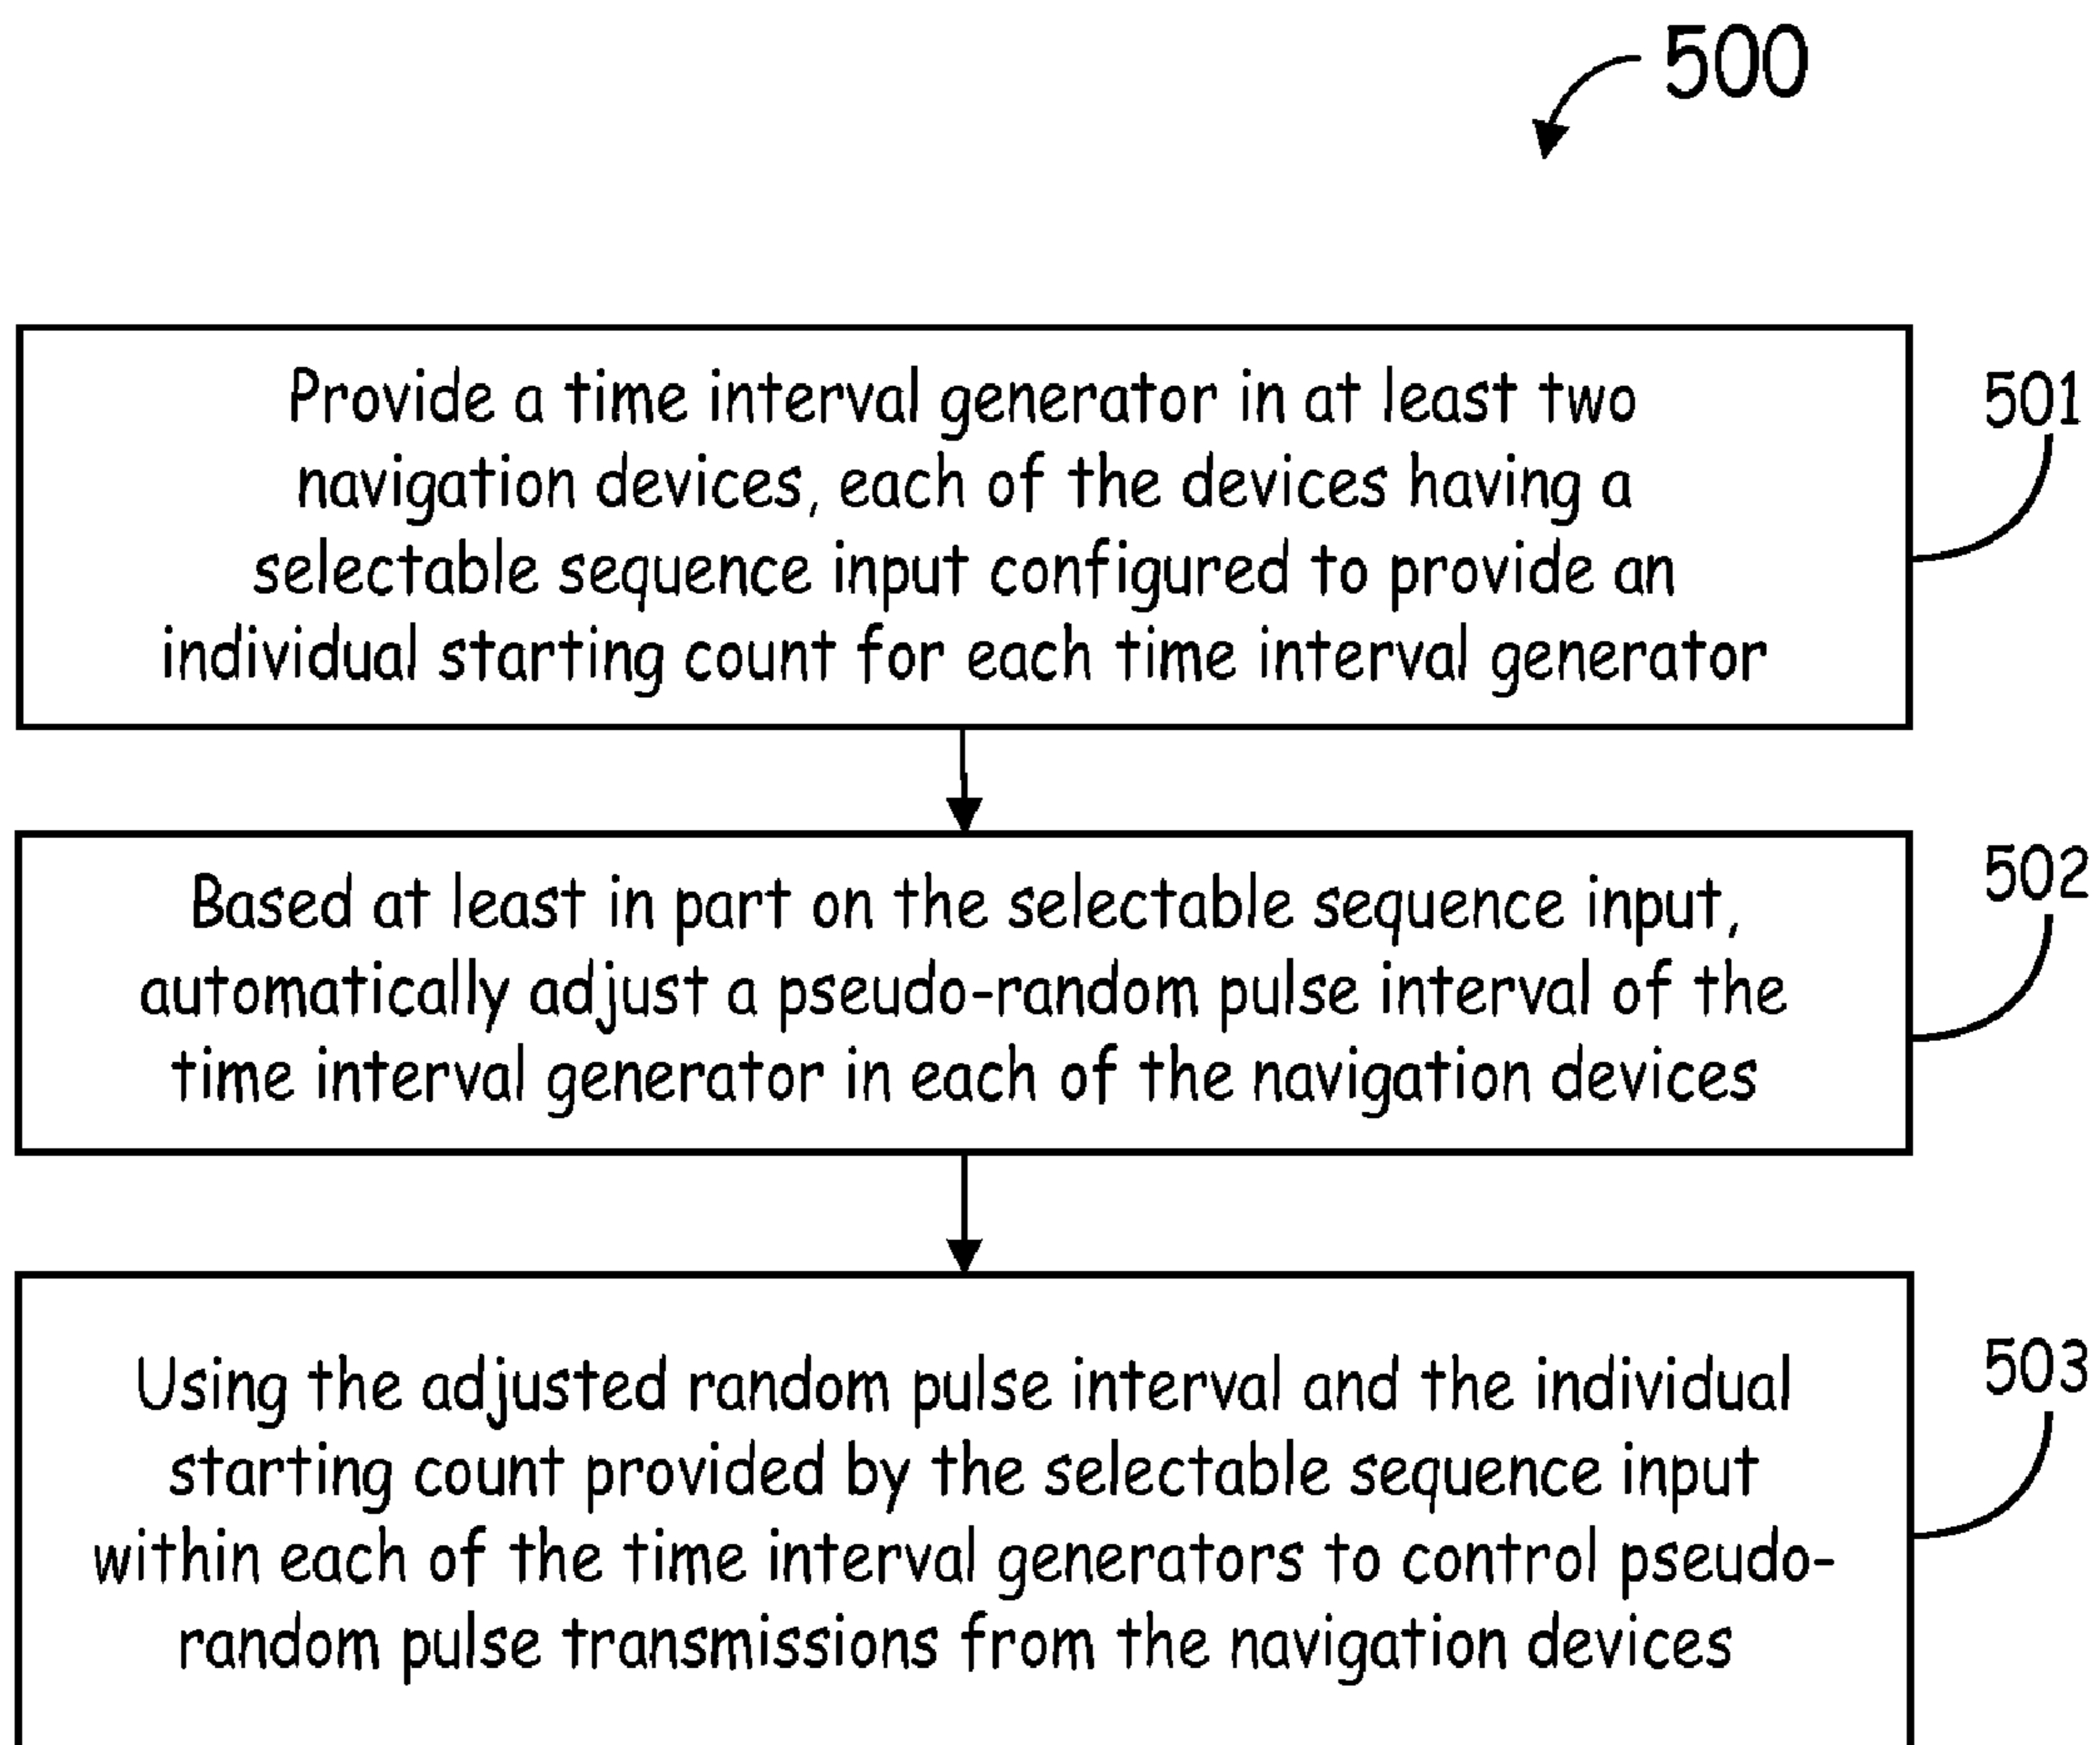 500
Provide a time interval generator in at least two
navigation devices, each of the devices having a
selectable sequence input configured to provide an
individual starting count for each time interval generator
501
Based at least in part on the selectable sequence input,
automatically adjust a pseudo-random pulse interval of the
time interval generator in each of the navigation devices
502
Using the adjusted random pulse interval and the individual
starting count provided by the selectable sequence input
within each of the time interval generators to control pseudo-
random pulse transmissions from the navigation devices
503